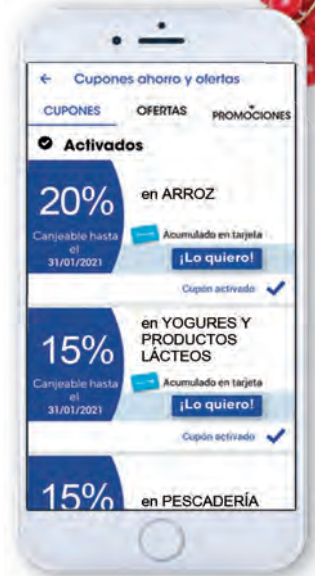 Cupones ahorro y ofertas
CUPONES OFERTAS PROMOCIONES
Activados
20%
en ARROZ
Canjeable hasta
el
31/01/2021
Acumulado en tarjeta
¡Lo quiero!
Cupón activado
15%
en YOGURES Y
PRODUCTOS
LÁCTEOS
Canjeable hasta
el
31/01/2021
Acumulado en tarjeta
¡Lo quiero!
Cupón activado
15%
en PESCADERÍA